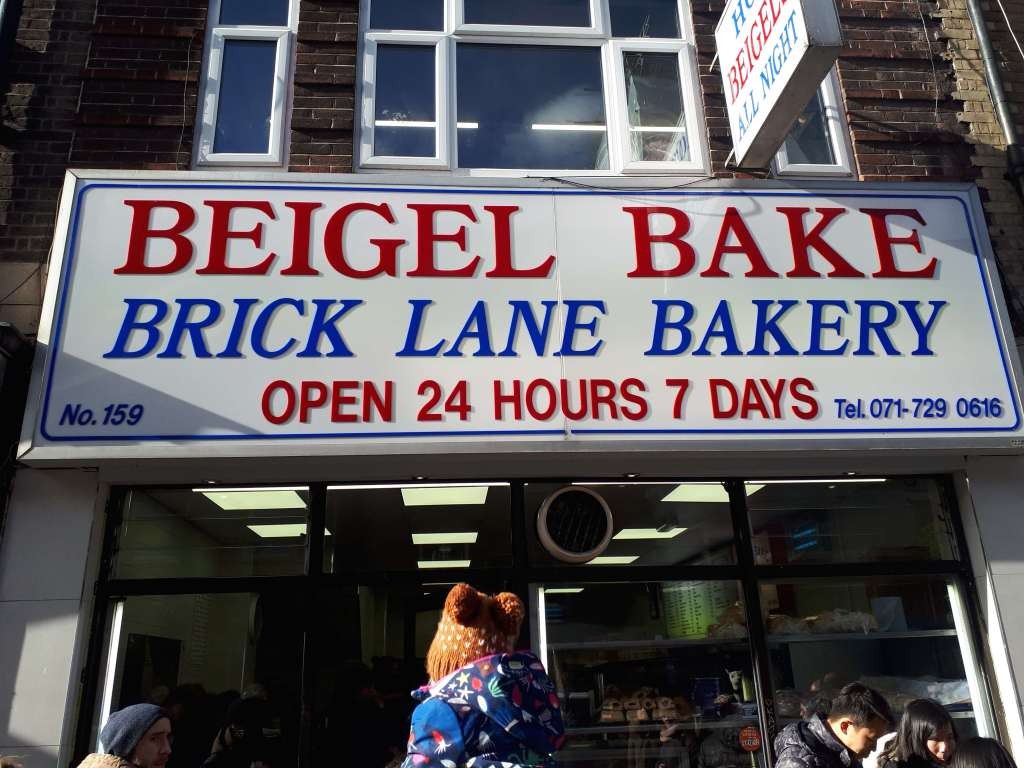 BEIGELS
ALL NIGHT
BEIGEL BAKE
BRICK LANE BAKERY
OPEN 24 HOURS 7 DAYS
No. 159
Tel. 071-729 0616